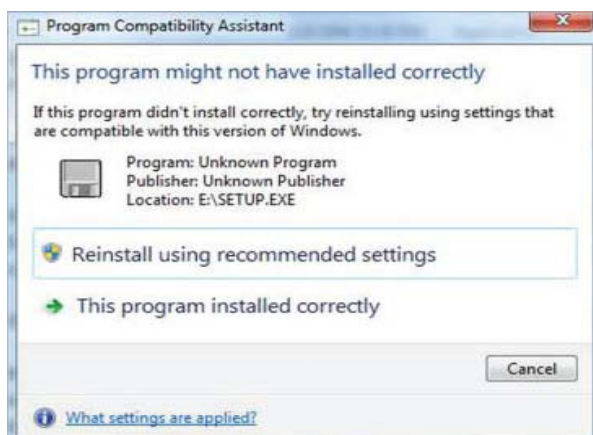 Program Compatibility Assistant
This program might not have installed correctly
If this program didn't install correctly, try reinstalling using settings that
are compatible with this version of Windows.
Program: Unknown Program
Publisher: Unknown Publisher
Location: E:\SETUP.EXE
Reinstall using recommended settings
This program installed correctly
Cancel
What settings are applied?